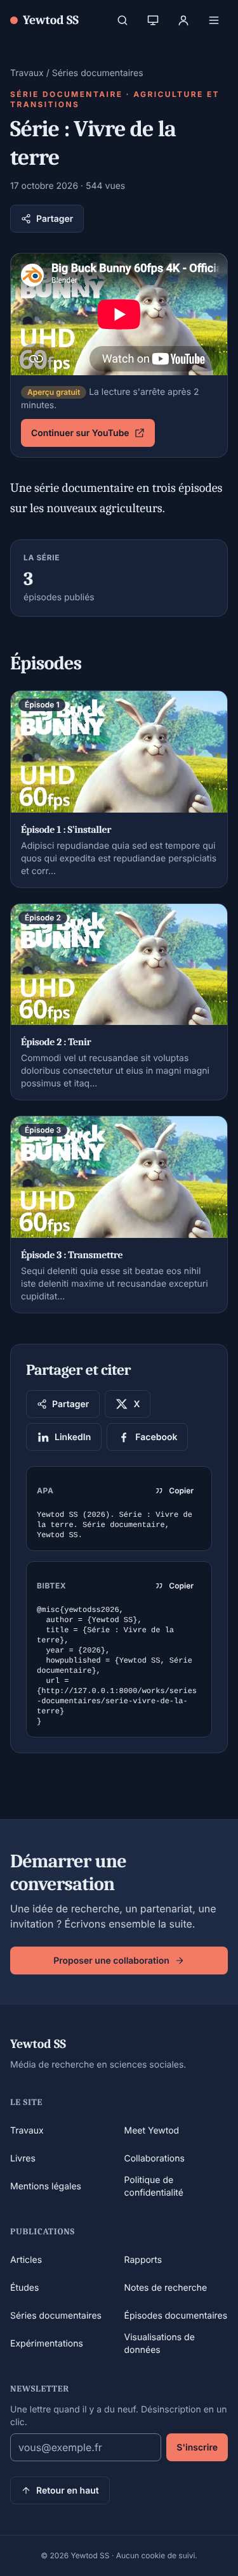 Yewtod SS
Travaux / Séries documentaires
SÉRIE DOCUMENTAIRE · AGRICULTURE ET
TRANSITIONS
Série : Vivre de la
terre
17 octobre 2026 · 544 vues
Partager
Big Buck Bunny 60fps 4K - Offici
Blender
UHD
60fps
Watch on YouTube
Aperçu gratuit La lecture s'arrête après 2
minutes.
Continuer sur YouTube
Une série documentaire en trois épisodes
sur les nouveaux agriculteurs.
LA SÉRIE
3
épisodes publiés
Épisodes
Épisode 1
BUNNY
UHD
60fps
Épisode 1 : S'installer
Adipisci repudiandae quia sed est tempore qui
quos qui expedita est repudiandae perspiciatis
et corr...
Épisode 2
BUNNY
UHD
60fps
Épisode 2 : Tenir
Commodi vel ut recusandae sit voluptas
doloribus consectetur ut eius in magni magni
possimus et itaq...
Épisode 3
BUNNY
UHD
60fps
Épisode 3 : Transmettre
Sequi deleniti quia esse sit beatae eos nihil
iste deleniti maxime et recusandae excepturi
cupiditat...
Partager et citer
Partager
X
LinkedIn
Facebook
APA
Copier
Yewtod SS (2026). Série : Vivre de
la terre. Série documentaire,
Yewtod SS.
BIBTEX
Copier
@misc{yewtodss2026,
author = {Yewtod SS},
title = {Série : Vivre de la
terre},
year = {2026},
howpublished = {Yewtod SS, Série
documentaire},
url =
{http://127.0.0.1:8000/works/series
-documentaires/serie-vivre-de-la-
terre}
}
Démarrer une
conversation
Une idée de recherche, un partenariat, une
invitation ? Écrivons ensemble la suite.
Proposer une collaboration
Yewtod SS
Média de recherche en sciences sociales.
LE SITE
Travaux
Meet Yewtod
Livres
Collaborations
Mentions légales
Politique de
confidentialité
PUBLICATIONS
Articles
Rapports
Études
Notes de recherche
Séries documentaires
Épisodes documentaires
Expérimentations
Visualisations de
données
NEWSLETTER
Une lettre quand il y a du neuf. Désinscription en un
clic.
vous@exemple.fr
S'inscrire
Retour en haut
© 2026 Yewtod SS · Aucun cookie de suivi.